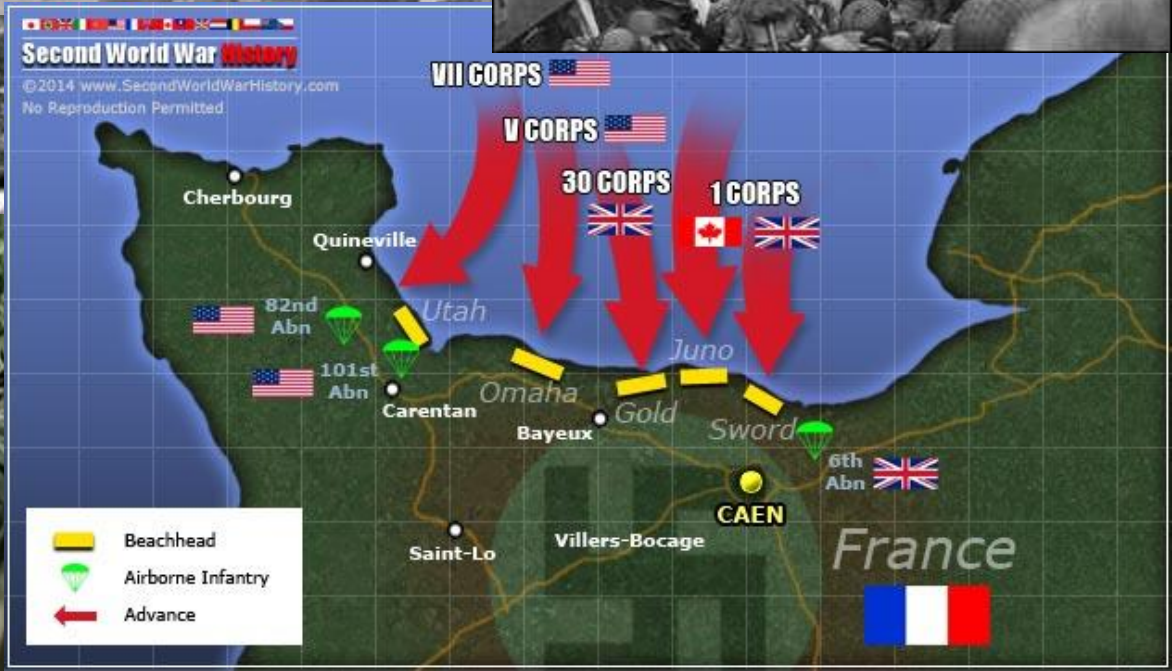 Second World War History
©2014 www.SecondWorldWarHistory.com
No Reproduction Permitted
VII CORPS
V CORPS
30 CORPS
1 CORPS
Cherbourg
Quineville
82nd
Abn
Utah
101st
Abn
Carentan
Omaha
Juno
Gold
Bayeux
Sword
6th
Abn
CAEN
Saint-Lo
Villers-Bocage
France
Beachhead
Airborne Infantry
Advance